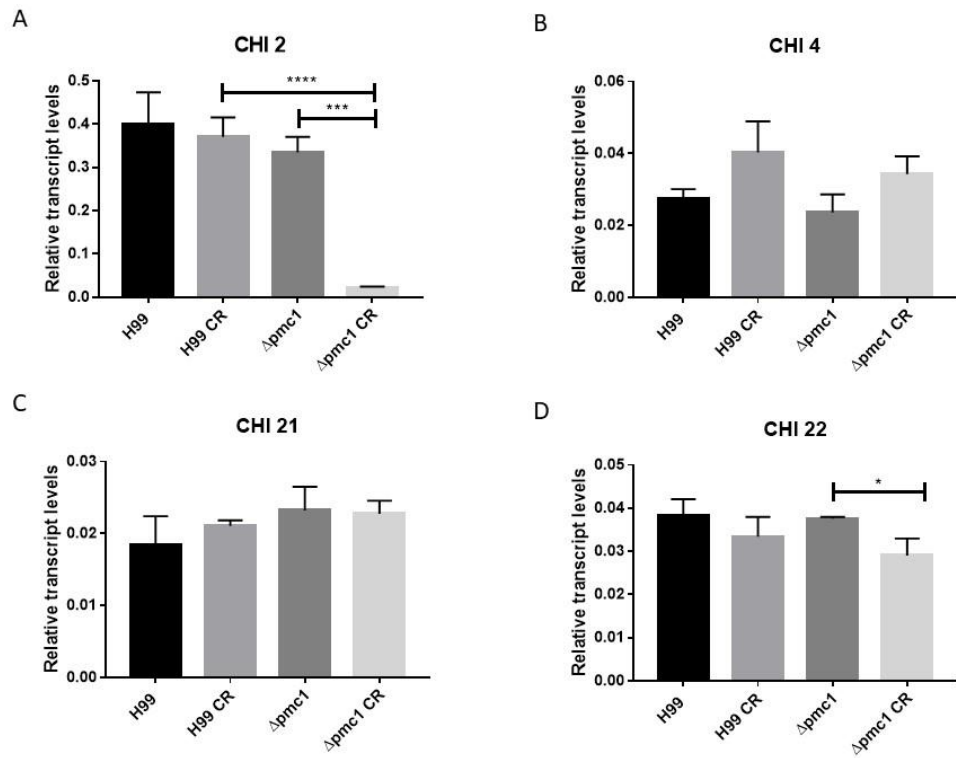 A
CHI 2
Relative transcript levels
0.5
0.4
0.3
0.2
0.1
0.0
****
***
H99
H99 CR
Δpmc1
Δpmc1 CR
B
CHI 4
Relative transcript levels
0.06
0.04
0.02
0.00
H99
H99 CR
Δpmc1
Δpmc1 CR
C
CHI 21
Relative transcript levels
0.03
0.02
0.01
0.00
H99
H99 CR
Δpmc1
Δpmc1 CR
D
CHI 22
Relative transcript levels
0.05
0.04
0.03
0.02
0.01
0.00
*
H99
H99 CR
Δpmc1
Δpmc1 CR